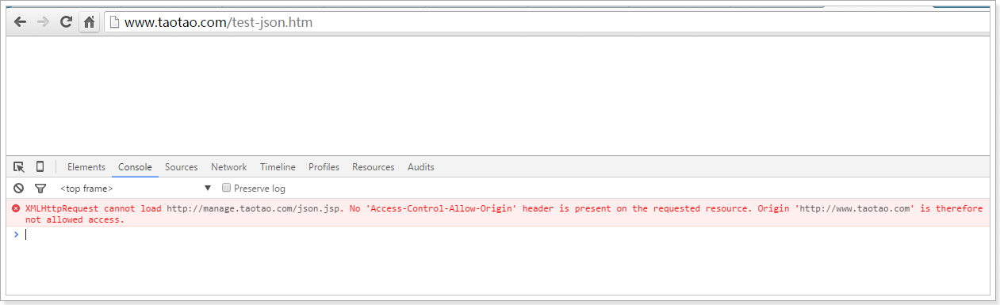 www.taotao.com/test-json.htm
Elements Console Sources Network Timeline Profiles Resources Audits
<top frame> ▼ Preserve log
XMLHttpRequest cannot load http://manage.taotao.com/json.jsp. No 'Access-Control-Allow-Origin' header is present on the requested resource. Origin 'http://www.taotao.com' is therefore
not allowed access.
>